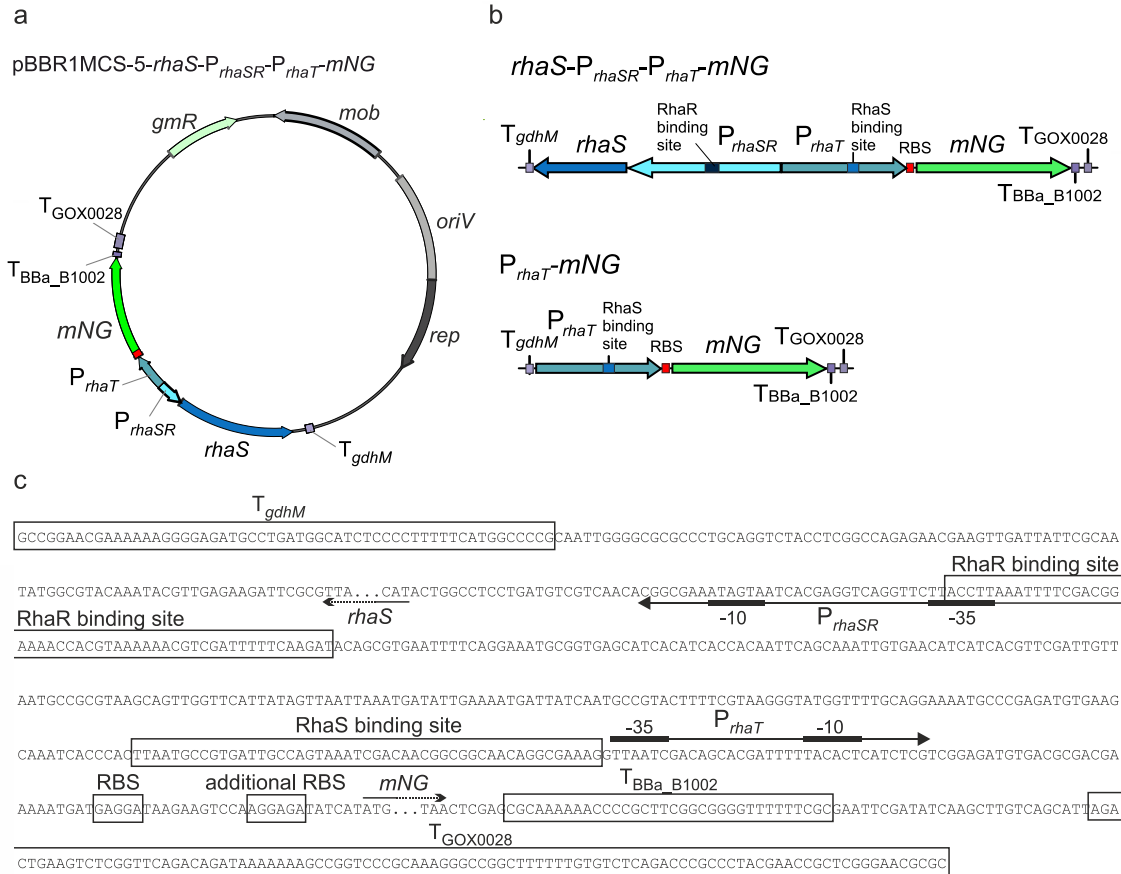 a
pBBR1MCS-5-rhaS-PrhaSR-PrhaT-mNG
gmR
mob
oriV
rep
TGOX0028
TBBa_B1002
mNG
PrhaT
PrhaSR
rhaS
TgdhM
b
rhaS-PrhaSR-PrhaT-mNG
TgdhM
rhaS
RhaR
binding
site
PrhaSR
PrhaT
RhaS
binding
site
RBS
mNG
TGOX0028
TBBa_B1002
PrhaT-mNG
TgdhM
PrhaT
RhaS
binding
site
RBS
mNG
TGOX0028
TBBa_B1002
c
TgdhM
GCCGGAACGAAAAAAGGGGAGATGCCTGATGGCATCTCCCCTTTTTCATGGCCCCGCAATTGGGGCGCGCCCTGCAGGTCTACCTCGGCCAGAGAACGAAGTTGATTATTCGCAA
RhaR binding site
TATGGCGTACAAATACGTTGAGAAGATTCGCGTTA...CATACTGGCCTCCTGATGTCGTCAACACGGCGAAATAGTAATCACGAGGTCAGGTTCTTACCTTAAATTTTCGACGG
rhaS
-10
PrhaSR
-35
RhaR binding site
AAAACCACGTAAAAAACGTCGATTTTTCAAGATACAGCGTGAATTTTCAGGAAATGCGGTGAGCATCACATCACCACAATTCAGCAAATTGTGAACATCATCACGTTCGATTGTT
AATGCCGCGTAAGCAGTTGGTTCATTATAGTTAATTAAATGATATTGAAAATGATTATCAATGCCGTACTTTTCGTAAGGGTATGGTTTTGCAGGAAAATGCCCGAGATGTGAAG
RhaS binding site
-35
PrhaT
-10
CAAATCACCCACTTAATGCCGTGATTGCCAGTAAATCGACAACGGCGGCAACAGGCGAAAGGTTAATCGACAGCACGATTTTTACACTCATCTCGTCGGAGATGTGACGCGACGA
RBS
additional RBS
mNG
TBBa_B1002
AAAATGATGAGGATAAGAAGTCCAAGGAGATATCATATG...TAACTCGAGCGCAAAAAACCCCGCTTCGGCGGGGTTTTTTCGCGAATTCGATATCAAGCTTGTCAGCATTAGA
TGOX0028
CTGAAGTCTCGGTTCAGACAGATAAAAAAAGCCGGTCCCGCAAAGGGCCGGCTTTTTTGTGTCTCAGACCCGCCCTACGAACCGCTCGGGAACGCGC